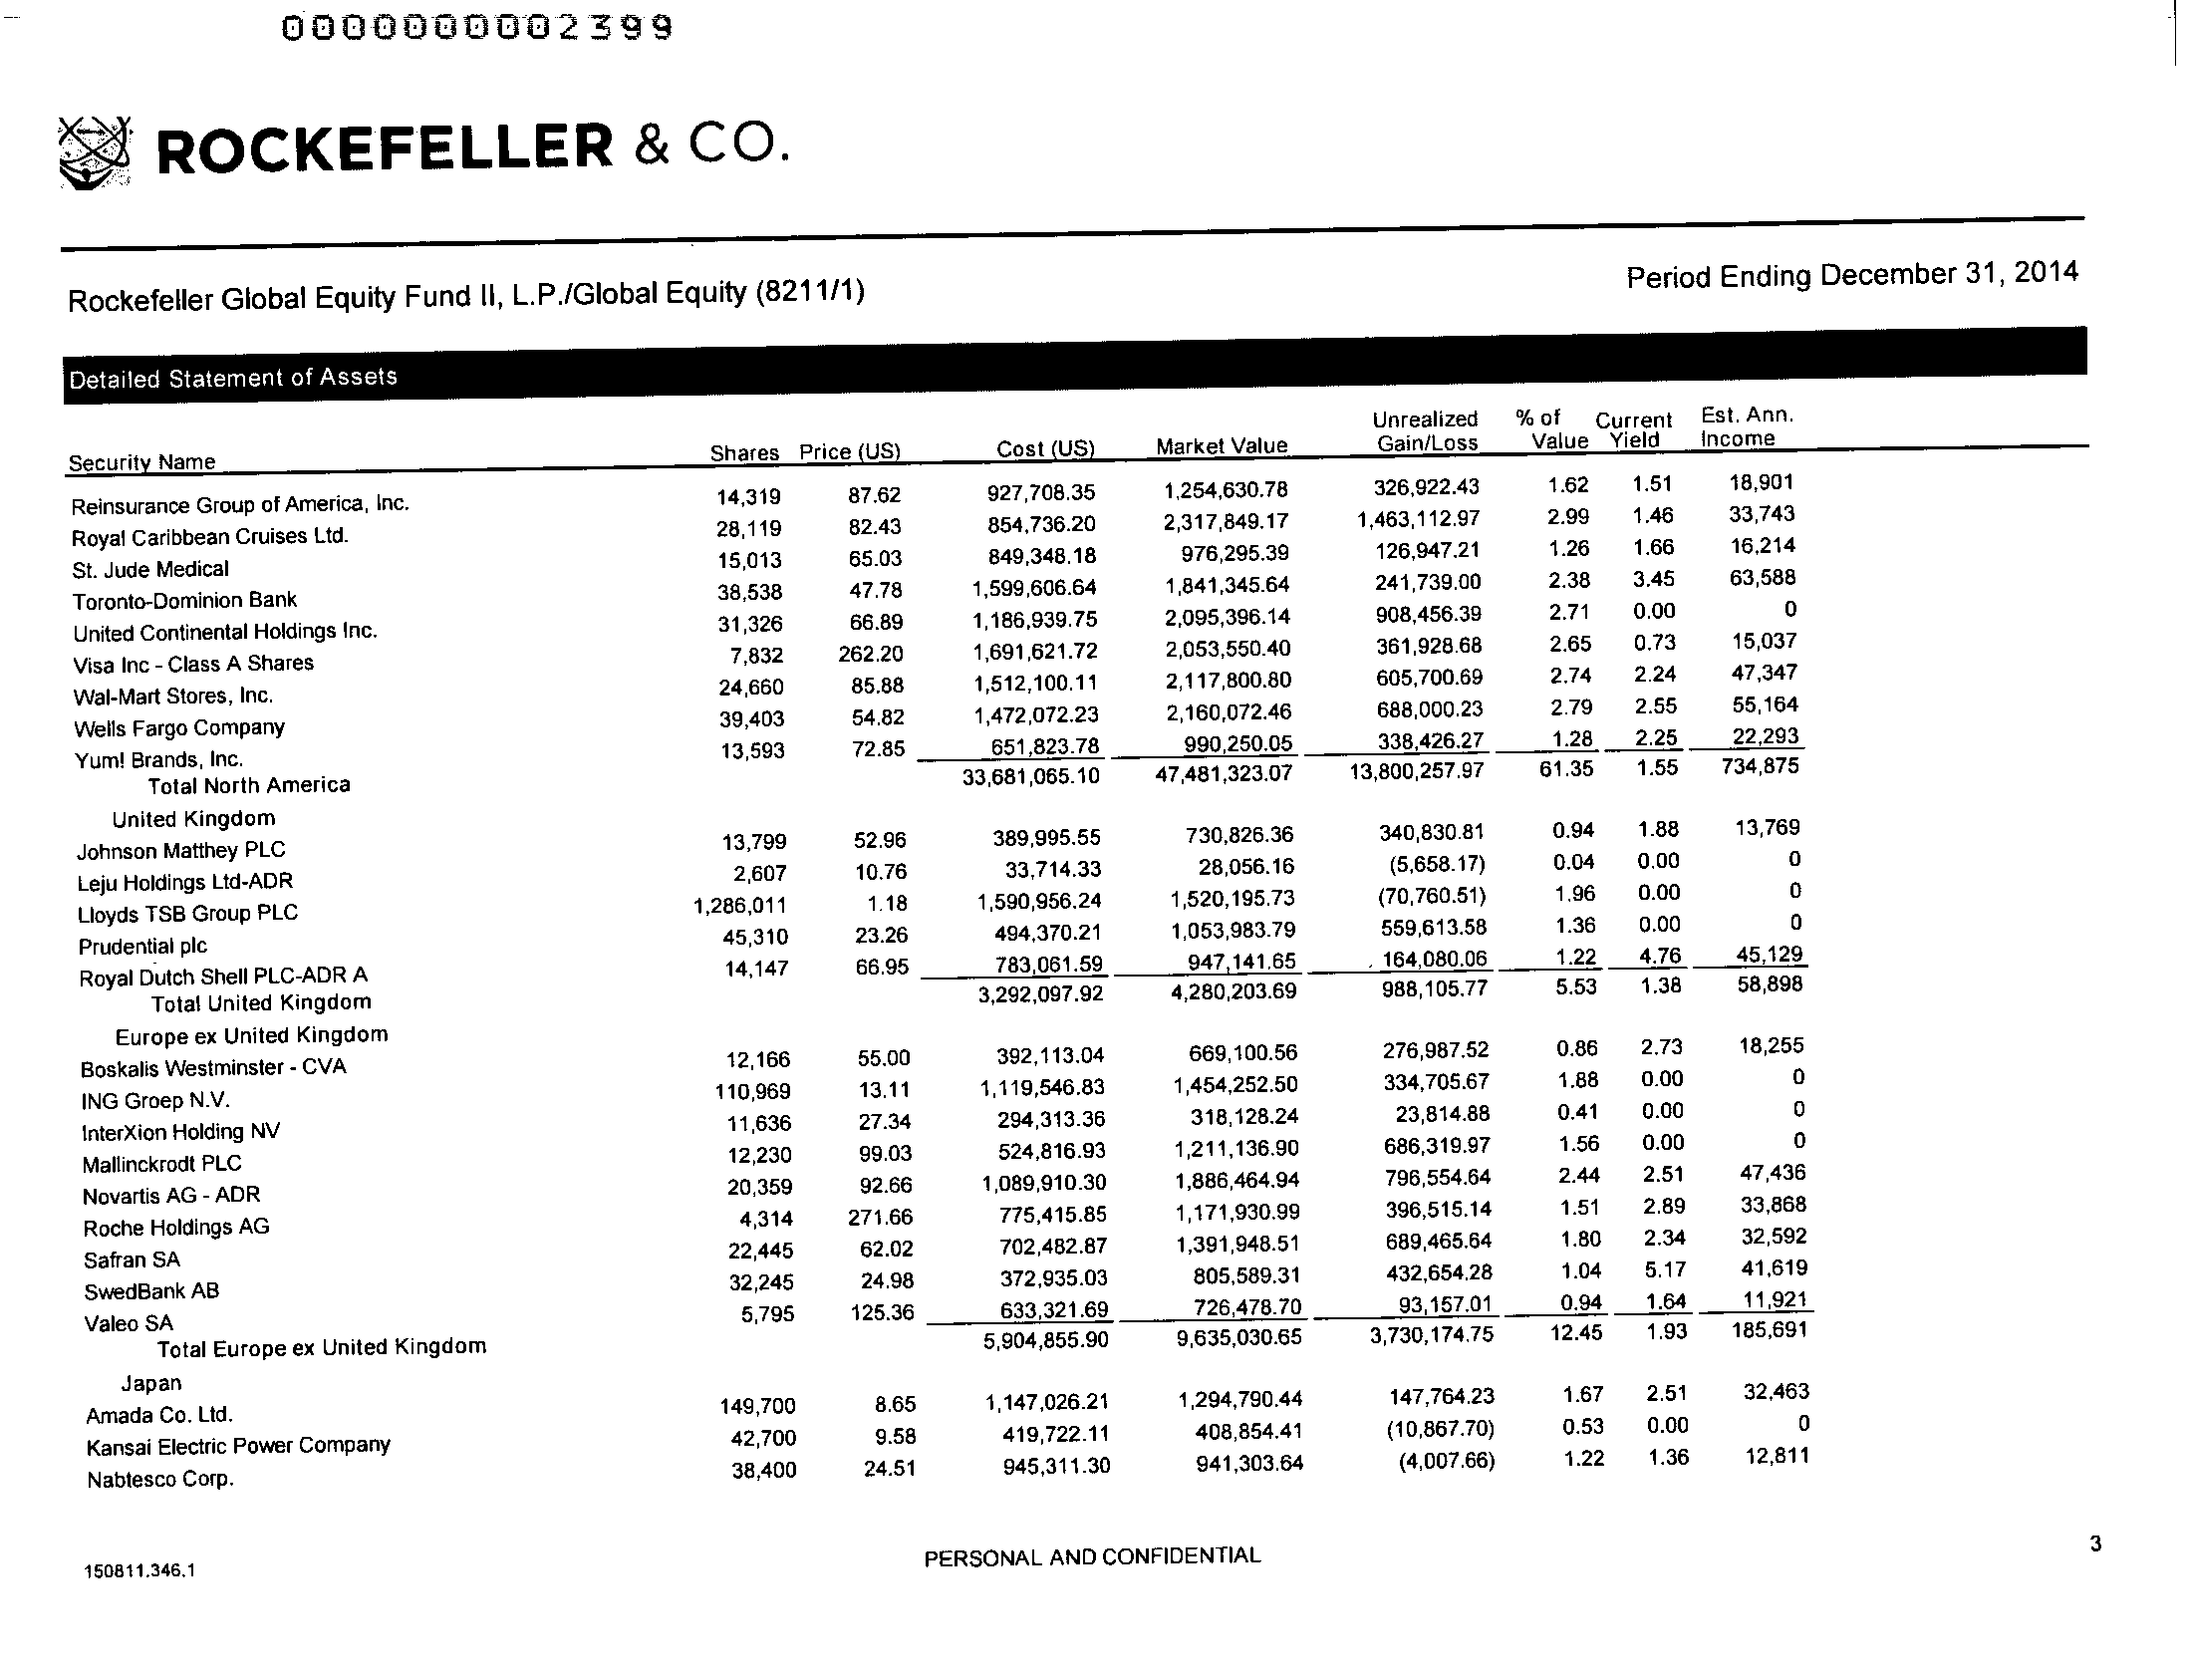 0000000002399
ROCKEFELLER & CO.
Rockefeller Global Equity Fund II, L.P./Global Equity (8211/1) Period Ending December 31, 2014
Detailed Statement of Assets
Security Name Shares Price (US) Cost (US) Market Value Unrealized Gain/Loss % of Value Current Yield Est. Ann. Income
Reinsurance Group of America, Inc. 14,319 87.62 927,708.35 1,254,630.78 326,922.43 1.62 1.51 18,901
Royal Caribbean Cruises Ltd. 28,119 82.43 854,736.20 2,317,849.17 1,463,112.97 2.99 1.46 33,743
St. Jude Medical 15,013 65.03 849,348.18 976,295.39 126,947.21 1.26 1.66 16,214
Toronto-Dominion Bank 38,538 47.78 1,599,606.64 1,841,345.64 241,739.00 2.38 3.45 63,588
United Continental Holdings Inc. 31,326 66.89 1,186,939.75 2,095,396.14 908,456.39 2.71 0.00 0
Visa Inc - Class A Shares 7,832 262.20 1,691,621.72 2,053,550.40 361,928.68 2.65 0.73 15,037
Wal-Mart Stores, Inc. 24,660 85.88 1,512,100.11 2,117,800.80 605,700.69 2.74 2.24 47,347
Wells Fargo Company 39,403 54.82 1,472,072.23 2,160,072.46 688,000.23 2.79 2.55 55,164
Yum! Brands, Inc. 13,593 72.85 651,823.78 990,250.05 338,426.27 1.28 2.25 22,293
Total North America 33,681,065.10 47,481,323.07 13,800,257.97 61.35 1.55 734,875
United Kingdom
Johnson Matthey PLC 13,799 52.96 389,995.55 730,826.36 340,830.81 0.94 1.88 13,769
Leju Holdings Ltd-ADR 2,607 10.76 33,714.33 28,056.16 (5,658.17) 0.04 0.00 0
Lloyds TSB Group PLC 1,286,011 1.18 1,590,956.24 1,520,195.73 (70,760.51) 1.96 0.00 0
Prudential plc 45,310 23.26 494,370.21 1,053,983.79 559,613.58 1.36 0.00 0
Royal Dutch Shell PLC-ADR A 14,147 66.95 783,061.59 947,141.65 164,080.06 1.22 4.76 45,129
Total United Kingdom 3,292,097.92 4,280,203.69 988,105.77 5.53 1.38 58,898
Europe ex United Kingdom
Boskalis Westminster - CVA 12,166 55.00 392,113.04 669,100.56 276,987.52 0.86 2.73 18,255
ING Groep N.V. 110,969 13.11 1,119,546.83 1,454,252.50 334,705.67 1.88 0.00 0
InterXion Holding NV 11,636 27.34 294,313.36 318,128.24 23,814.88 0.41 0.00 0
Mallinckrodt PLC 12,230 99.03 524,816.93 1,211,136.90 686,319.97 1.56 0.00 0
Novartis AG - ADR 20,359 92.66 1,089,910.30 1,886,464.94 796,554.64 2.44 2.51 47,436
Roche Holdings AG 4,314 271.66 775,415.85 1,171,930.99 396,515.14 1.51 2.89 33,868
Safran SA 22,445 62.02 702,482.87 1,391,948.51 689,465.64 1.80 2.34 32,592
SwedBank AB 32,245 24.98 372,935.03 805,589.31 432,654.28 1.04 5.17 41,619
Valeo SA 5,795 125.36 633,321.69 726,478.70 93,157.01 0.94 1.64 11,921
Total Europe ex United Kingdom 5,904,855.90 9,635,030.65 3,730,174.75 12.45 1.93 185,691
Japan
Amada Co. Ltd. 149,700 8.65 1,147,026.21 1,294,790.44 147,764.23 1.67 2.51 32,463
Kansai Electric Power Company 42,700 9.58 419,722.11 408,854.41 (10,867.70) 0.53 0.00 0
Nabtesco Corp. 38,400 24.51 945,311.30 941,303.64 (4,007.66) 1.22 1.36 12,811
150811.346.1 PERSONAL AND CONFIDENTIAL 3